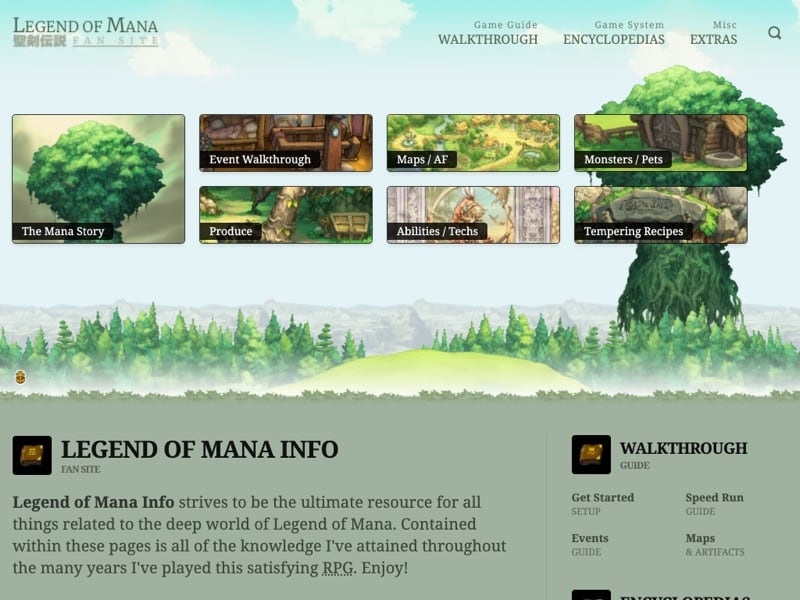 LEGEND OF MANA
聖剣伝説 FAN SITE
Game Guide
WALKTHROUGH
Game System
ENCYCLOPEDIAS
Misc
EXTRAS
The Mana Story
Event Walkthrough
Maps / AF
Monsters / Pets
Produce
Abilities / Techs
Tempering Recipes
LEGEND OF MANA INFO
FAN SITE
Legend of Mana Info strives to be the ultimate resource for all
things related to the deep world of Legend of Mana. Contained
within these pages is all of the knowledge I've attained throughout
the many years I've played this satisfying RPG. Enjoy!
WALKTHROUGH
GUIDE
Get Started
SETUP
Speed Run
GUIDE
Events
GUIDE
Maps
& ARTIFACTS
ENCYCLOPEDIAS